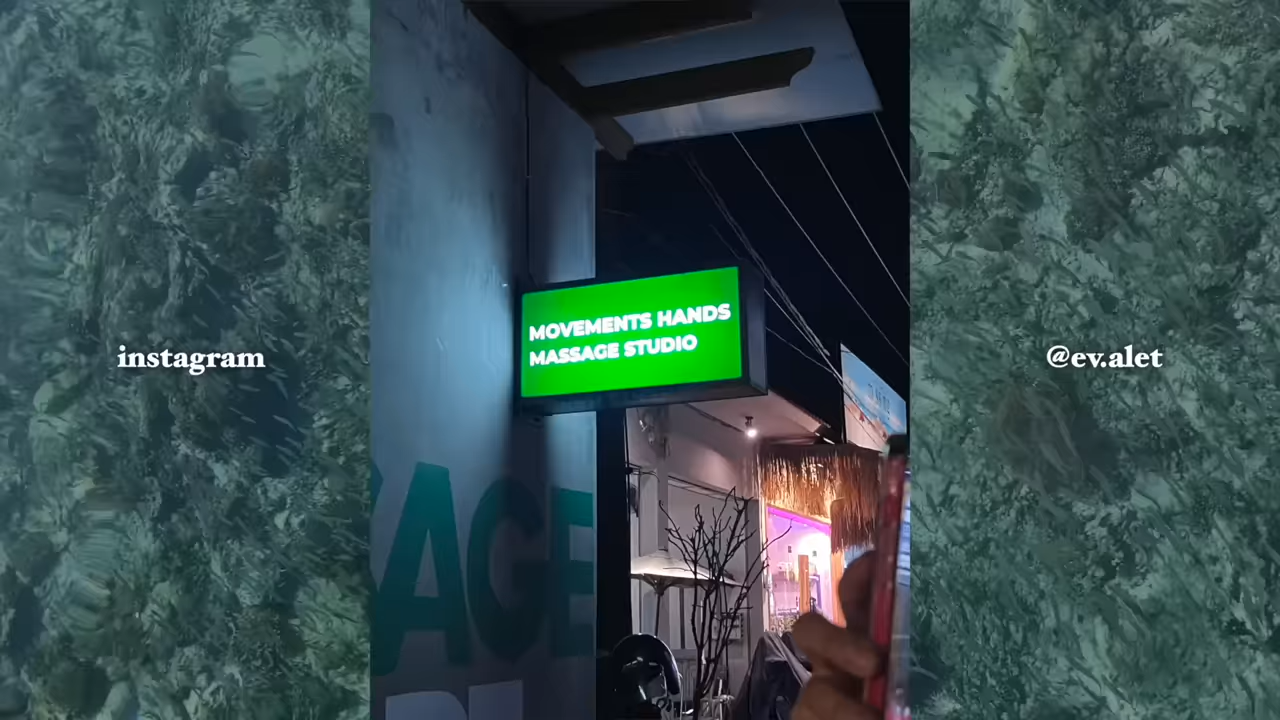 instagram
MOVEMENTS HANDS
MASSAGE STUDIO
@ev.alet
AGE